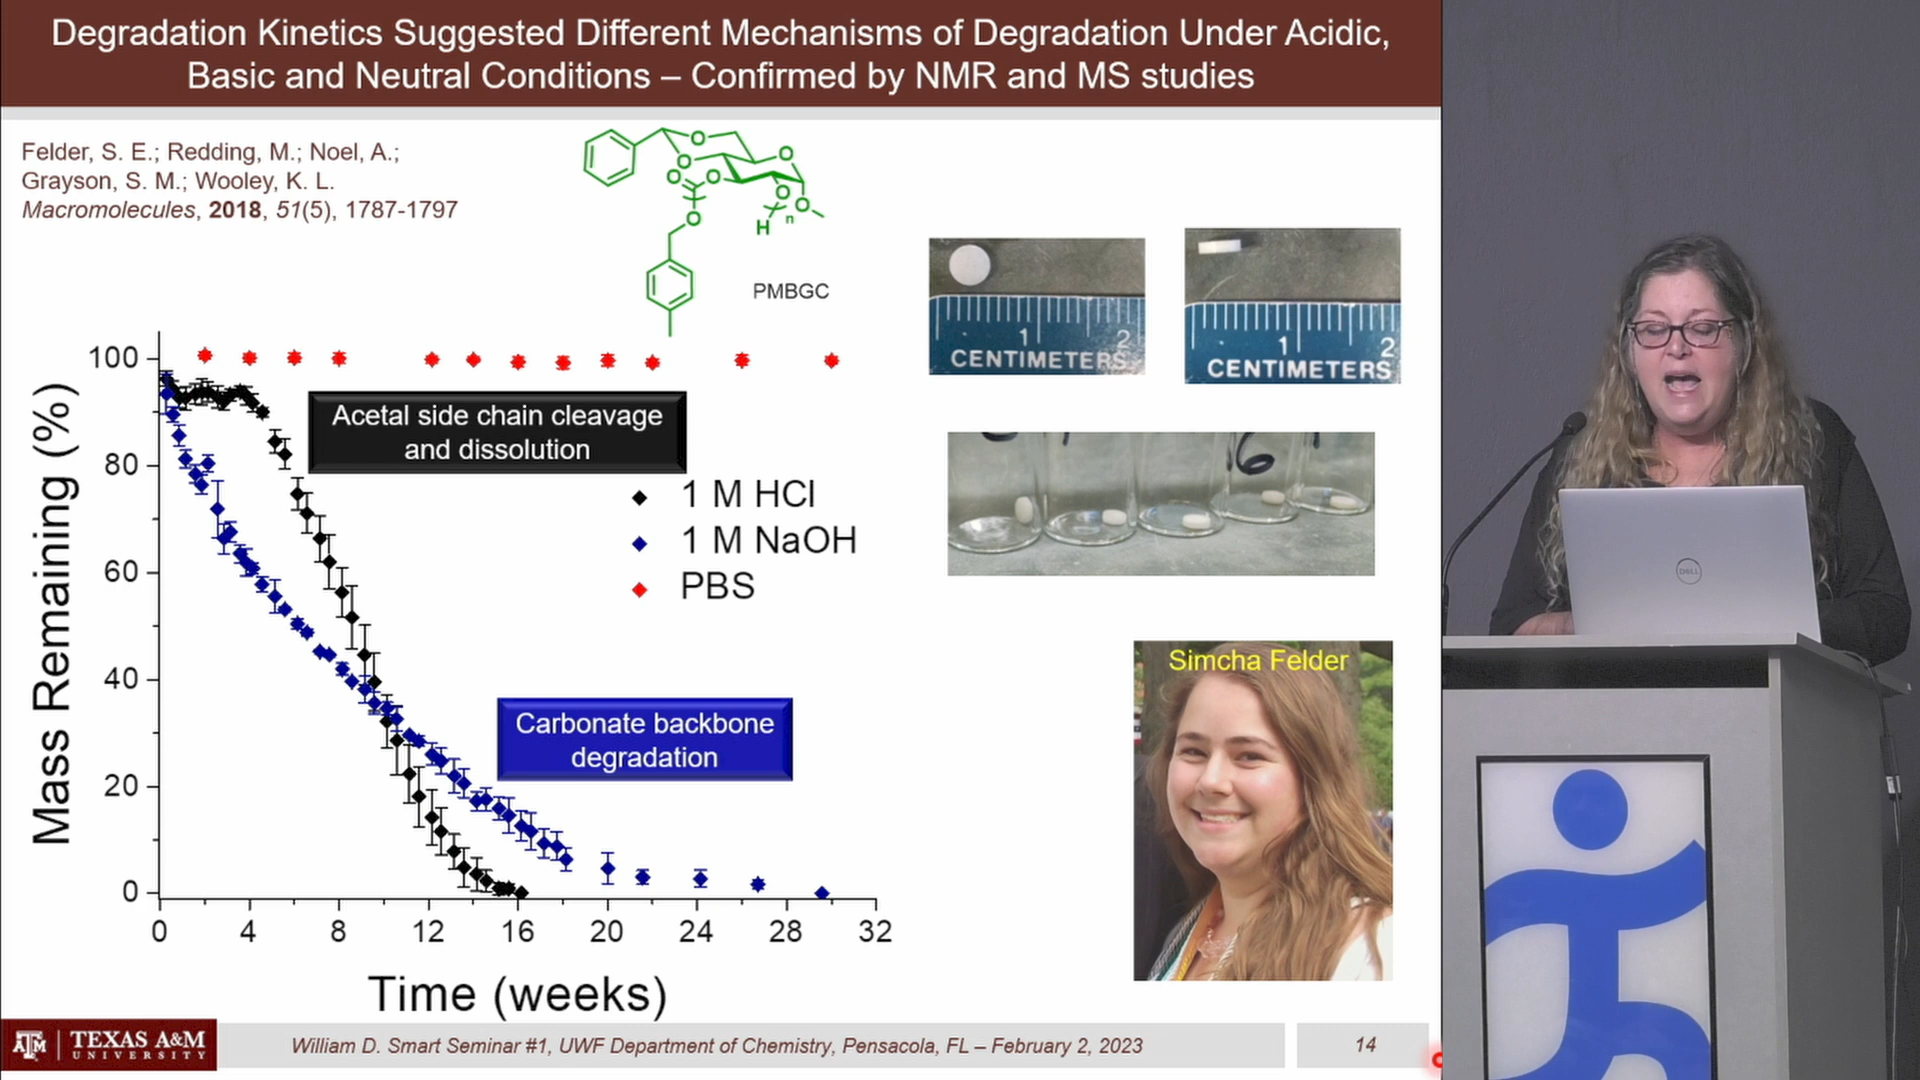 Degradation Kinetics Suggested Different Mechanisms of Degradation Under Acidic,
Basic and Neutral Conditions – Confirmed by NMR and MS studies
Felder, S. E.; Redding, M.; Noel, A.;
Grayson, S. M.; Wooley, K. L.
Macromolecules, 2018, 51(5), 1787-1797
O
O
O
O
O
O
O
O
H
n
PMBGC
1
2
CENTIMETERS
1
2
CENTIMETERS
6
Mass Remaining (%)
100
80
60
40
20
0
Acetal side chain cleavage
and dissolution
1 M HCl
1 M NaOH
PBS
Carbonate backbone
degradation
0 4 8 12 16 20 24 28 32
Time (weeks)
Simcha Felder
DELL
ATM
TEXAS A&M
UNIVERSITY
William D. Smart Seminar #1, UWF Department of Chemistry, Pensacola, FL – February 2, 2023
14